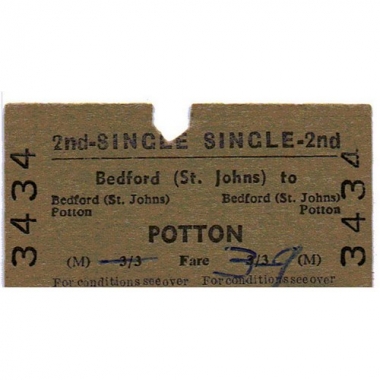 2nd-SINGLE SINGLE-2nd
3434
3434
Bedford (St. Johns) to
Bedford (St. Johns) Bedford (St. Johns)
Potton Potton
POTTON
(M) 3/3 Fare 3/3 (M)
3-9
For conditions see over For conditions see over